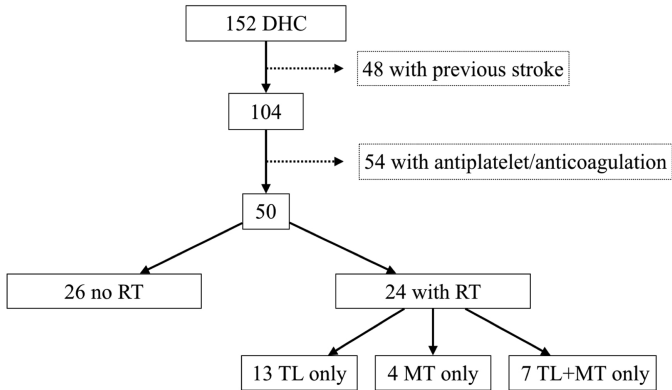 152 DHC
48 with previous stroke
104
54 with antiplatelet/anticoagulation
50
26 no RT
24 with RT
13 TL only
4 MT only
7 TL+MT only